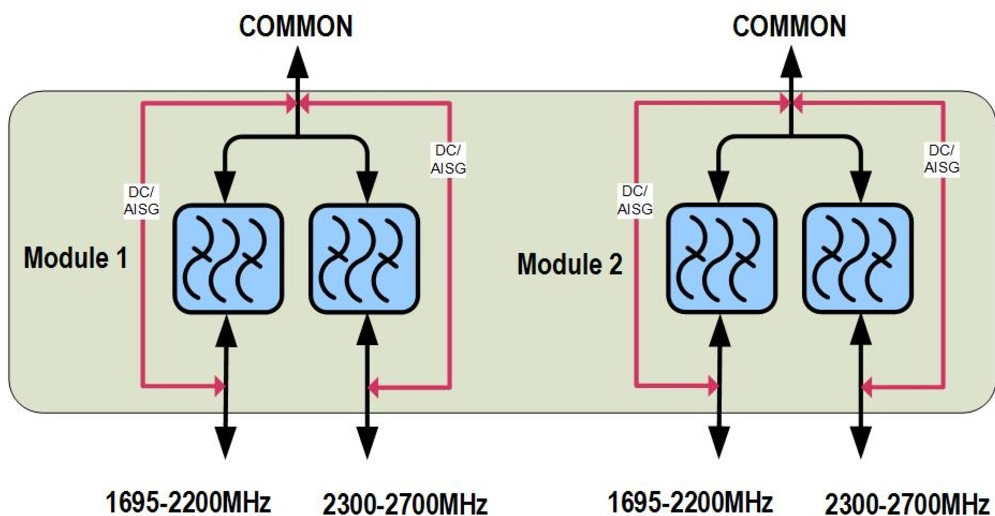 COMMON
COMMON
DC/
AISG
DC/
AISG
DC/
AISG
DC/
AISG
Module 1
Module 2
1695-2200MHz
2300-2700MHz
1695-2200MHz
2300-2700MHz